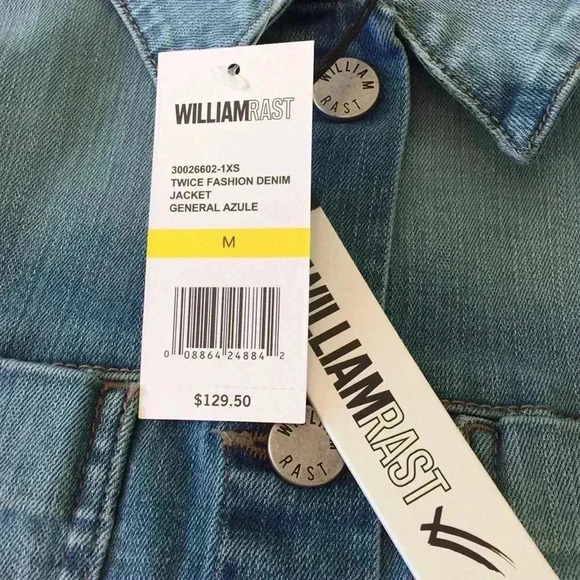 WILLIAM
RAST
WILLIAMRAST
30026602-1XS
TWICE FASHION DENIM
JACKET
GENERAL AZULE
M
0 08864 24884 2
$129.50
WILLIAMRAST
WILLIAM
RAST